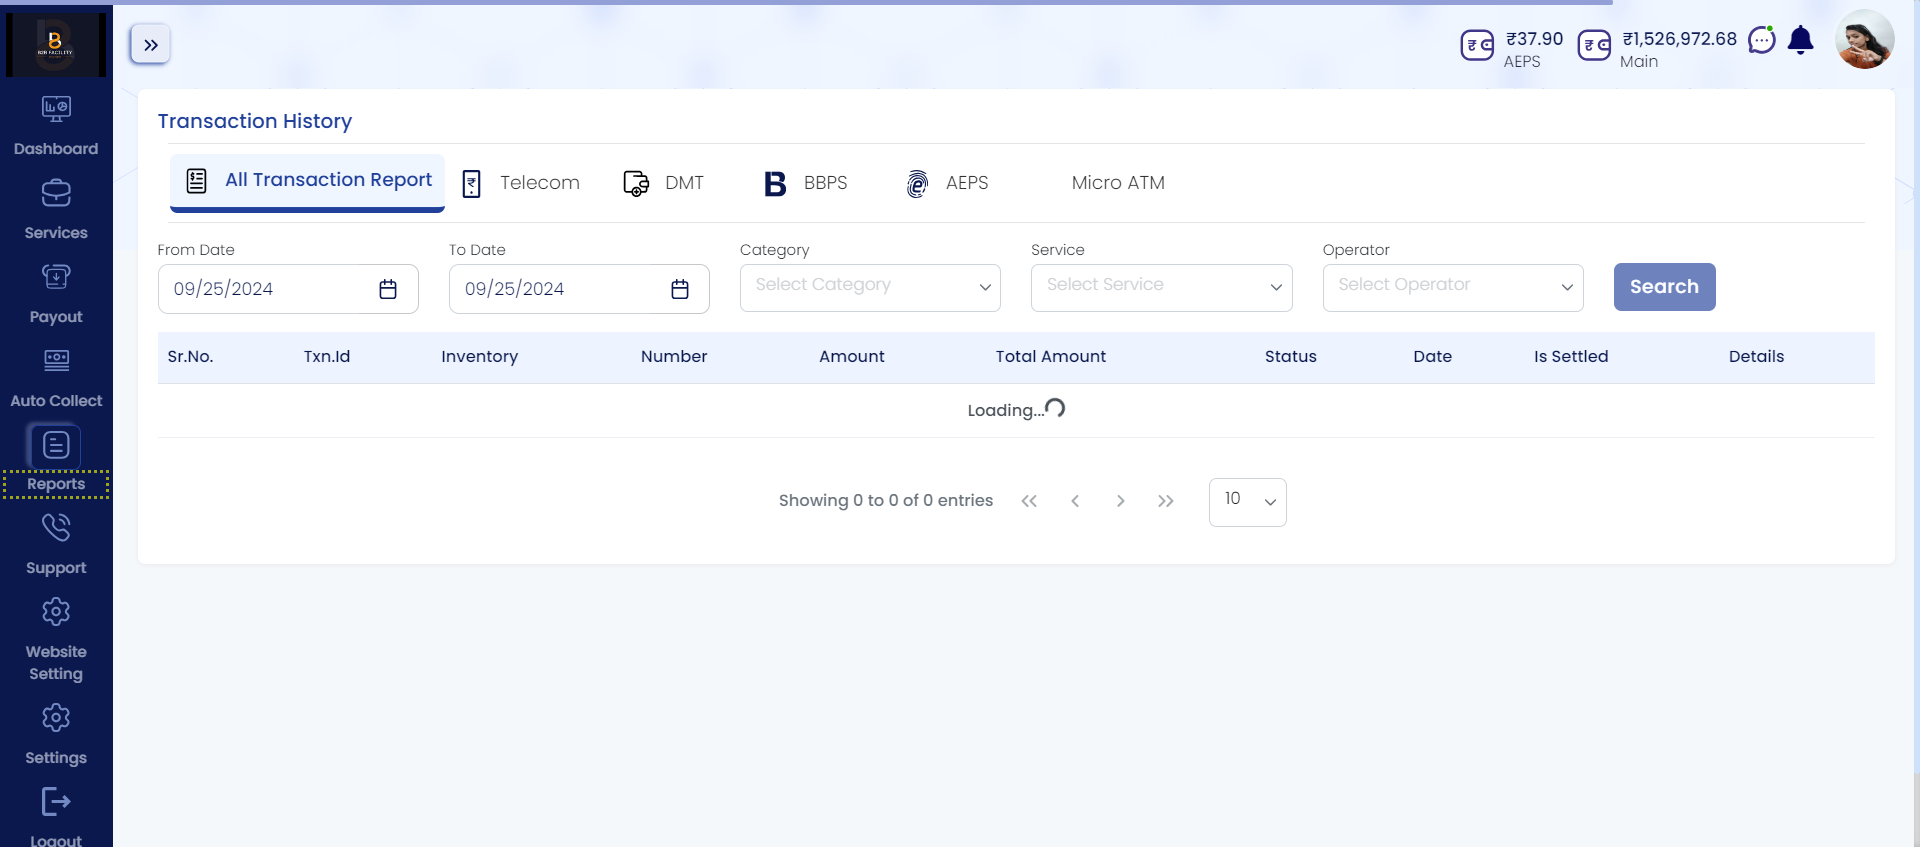 B2B FACILITY
₹37.90
AEPS
₹1,526,972.68
Main
Dashboard
Services
Payout
Auto Collect
Reports
Support
Website
Setting
Settings
Logout
Transaction History
All Transaction Report
Telecom
DMT
BBPS
AEPS
Micro ATM
From Date
To Date
Category
Service
Operator
09/25/2024
09/25/2024
Select Category
Select Service
Select Operator
Search
Sr.No. Txn.Id Inventory Number Amount Total Amount Status Date Is Settled Details
Loading...
Showing 0 to 0 of 0 entries
10